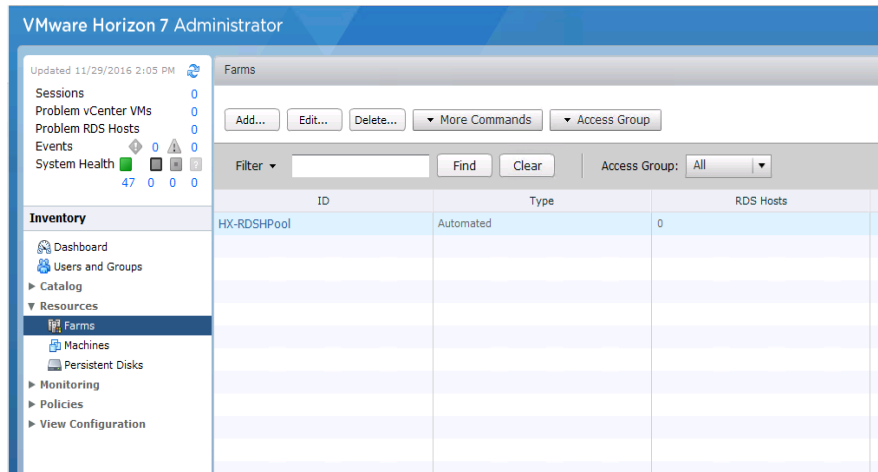 VMware Horizon 7 Administrator
Updated 11/29/2016 2:05 PM
Sessions 0
Problem vCenter VMs 0
Problem RDS Hosts 0
Events 0 0
System Health
47 0 0 0
Inventory
Dashboard
Users and Groups
Catalog
Resources
Farms
Machines
Persistent Disks
Monitoring
Policies
View Configuration
Farms
Add... Edit... Delete... More Commands Access Group
Filter Find Clear Access Group: All
ID Type RDS Hosts
HX-RDSHPool Automated 0